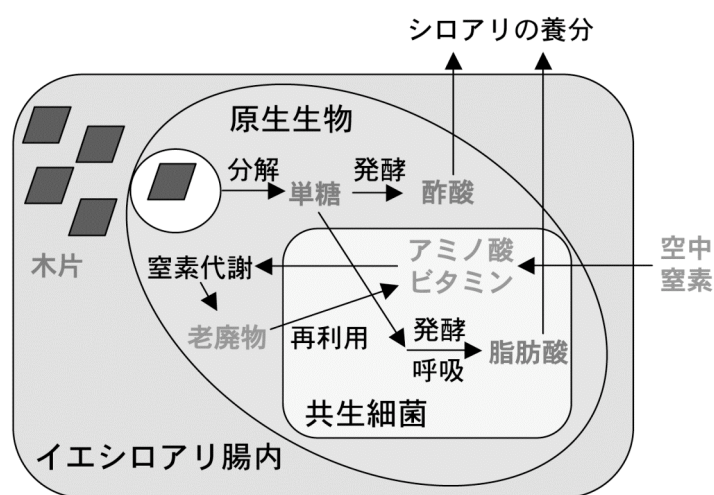 シロアリの養分
原生生物
分解
単糖
発酵
酢酸
木片
窒素代謝
アミノ酸
ビタミン
空中
窒素
老廃物
再利用
発酵
呼吸
脂肪酸
共生細菌
イエシロアリ腸内